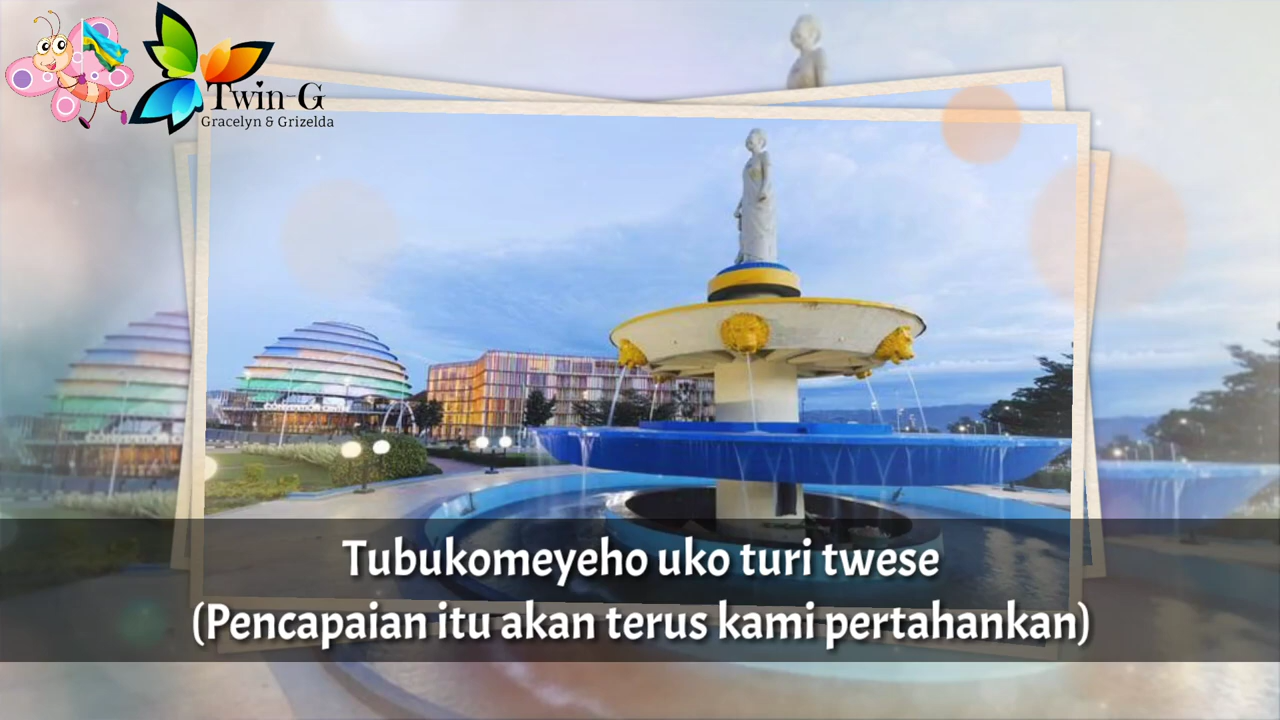 Twin-G
Gracelyn & Grizelda
Tubukomeyeho uko turi twese
(Pencapaian itu akan terus kami pertahankan)